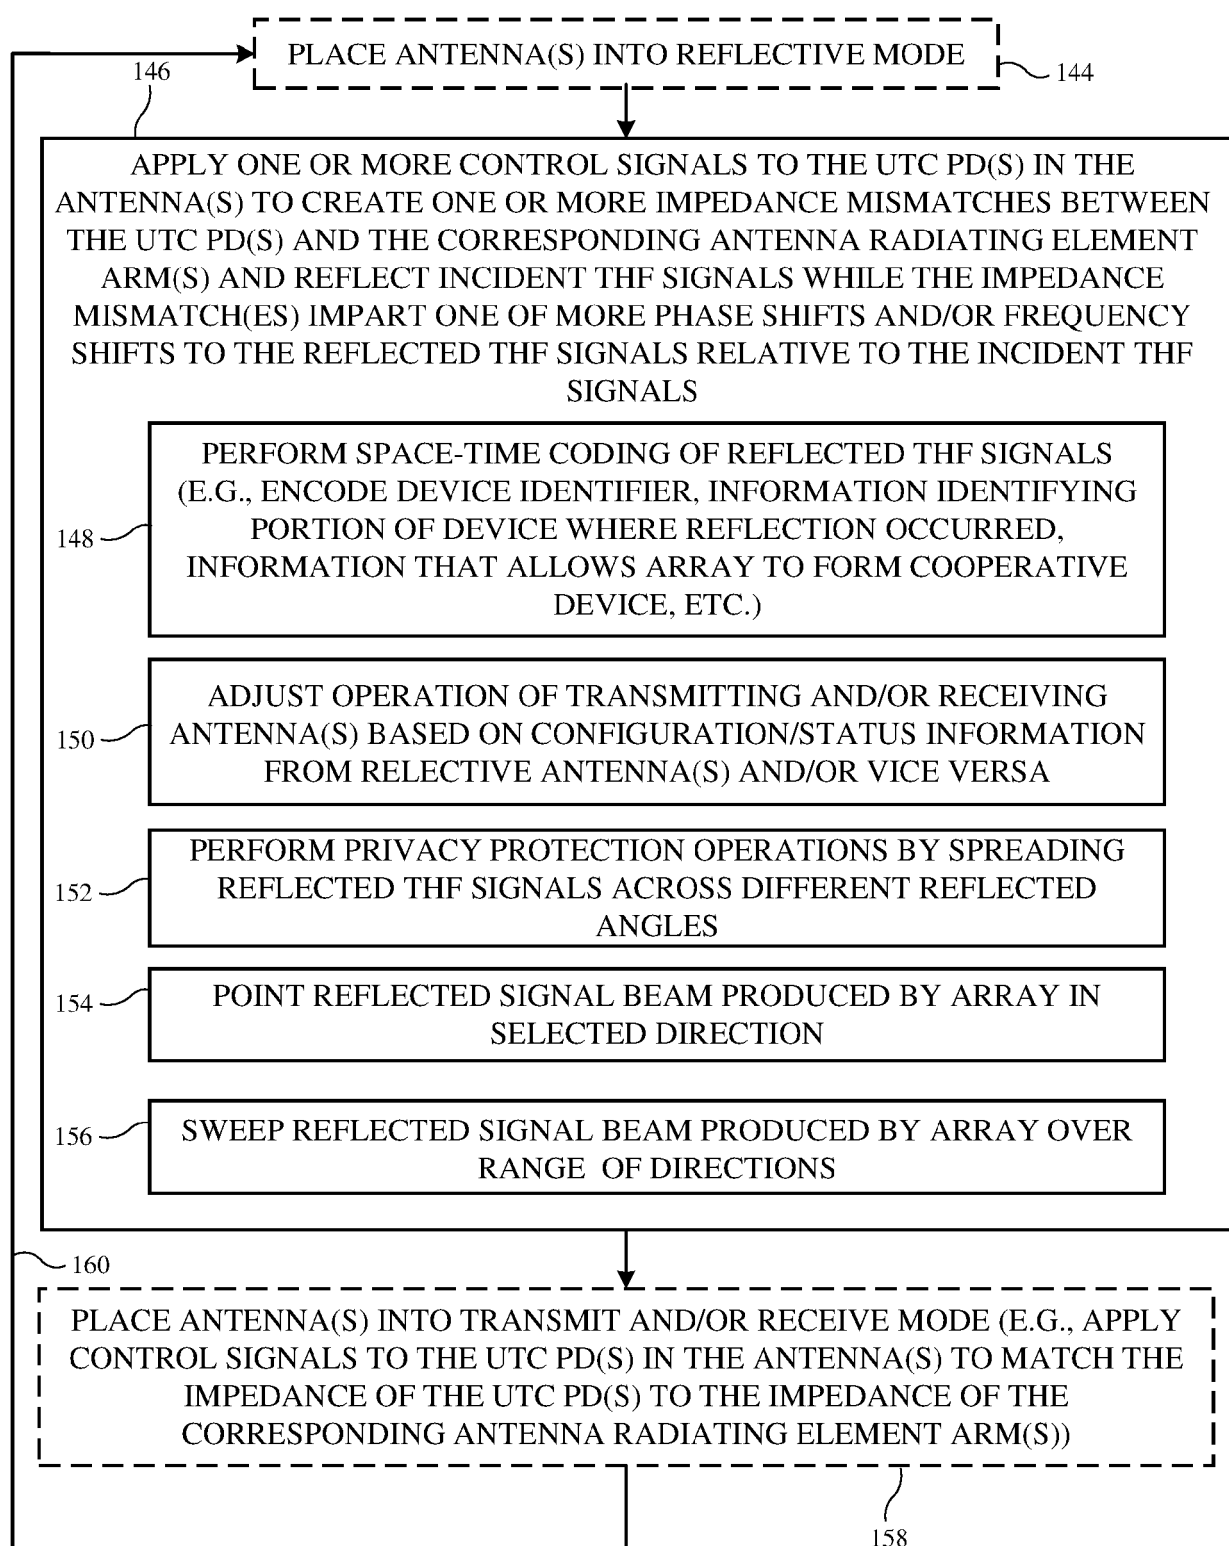 PLACE ANTENNA(S) INTO REFLECTIVE MODE
146
144
APPLY ONE OR MORE CONTROL SIGNALS TO THE UTC PD(S) IN THE
ANTENNA(S) TO CREATE ONE OR MORE IMPEDANCE MISMATCHES BETWEEN
THE UTC PD(S) AND THE CORRESPONDING ANTENNA RADIATING ELEMENT
ARM(S) AND REFLECT INCIDENT THF SIGNALS WHILE THE IMPEDANCE
MISMATCH(ES) IMPART ONE OF MORE PHASE SHIFTS AND/OR FREQUENCY
SHIFTS TO THE REFLECTED THF SIGNALS RELATIVE TO THE INCIDENT THF
SIGNALS
PERFORM SPACE-TIME CODING OF REFLECTED THF SIGNALS
(E.G., ENCODE DEVICE IDENTIFIER, INFORMATION IDENTIFYING
PORTION OF DEVICE WHERE REFLECTION OCCURRED,
INFORMATION THAT ALLOWS ARRAY TO FORM COOPERATIVE
DEVICE, ETC.)
148
ADJUST OPERATION OF TRANSMITTING AND/OR RECEIVING
ANTENNA(S) BASED ON CONFIGURATION/STATUS INFORMATION
FROM RELECTIVE ANTENNA(S) AND/OR VICE VERSA
150
PERFORM PRIVACY PROTECTION OPERATIONS BY SPREADING
REFLECTED THF SIGNALS ACROSS DIFFERENT REFLECTED
ANGLES
152
POINT REFLECTED SIGNAL BEAM PRODUCED BY ARRAY IN
SELECTED DIRECTION
154
SWEEP REFLECTED SIGNAL BEAM PRODUCED BY ARRAY OVER
RANGE OF DIRECTIONS
156
160
PLACE ANTENNA(S) INTO TRANSMIT AND/OR RECEIVE MODE (E.G., APPLY
CONTROL SIGNALS TO THE UTC PD(S) IN THE ANTENNA(S) TO MATCH THE
IMPEDANCE OF THE UTC PD(S) TO THE IMPEDANCE OF THE
CORRESPONDING ANTENNA RADIATING ELEMENT ARM(S))
158